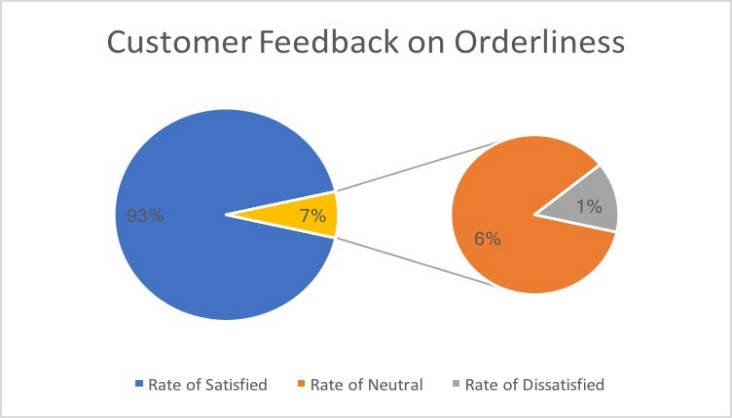 Customer Feedback on Orderliness
93%
7%
6%
1%
Rate of Satisfied
Rate of Neutral
Rate of Dissatisfied